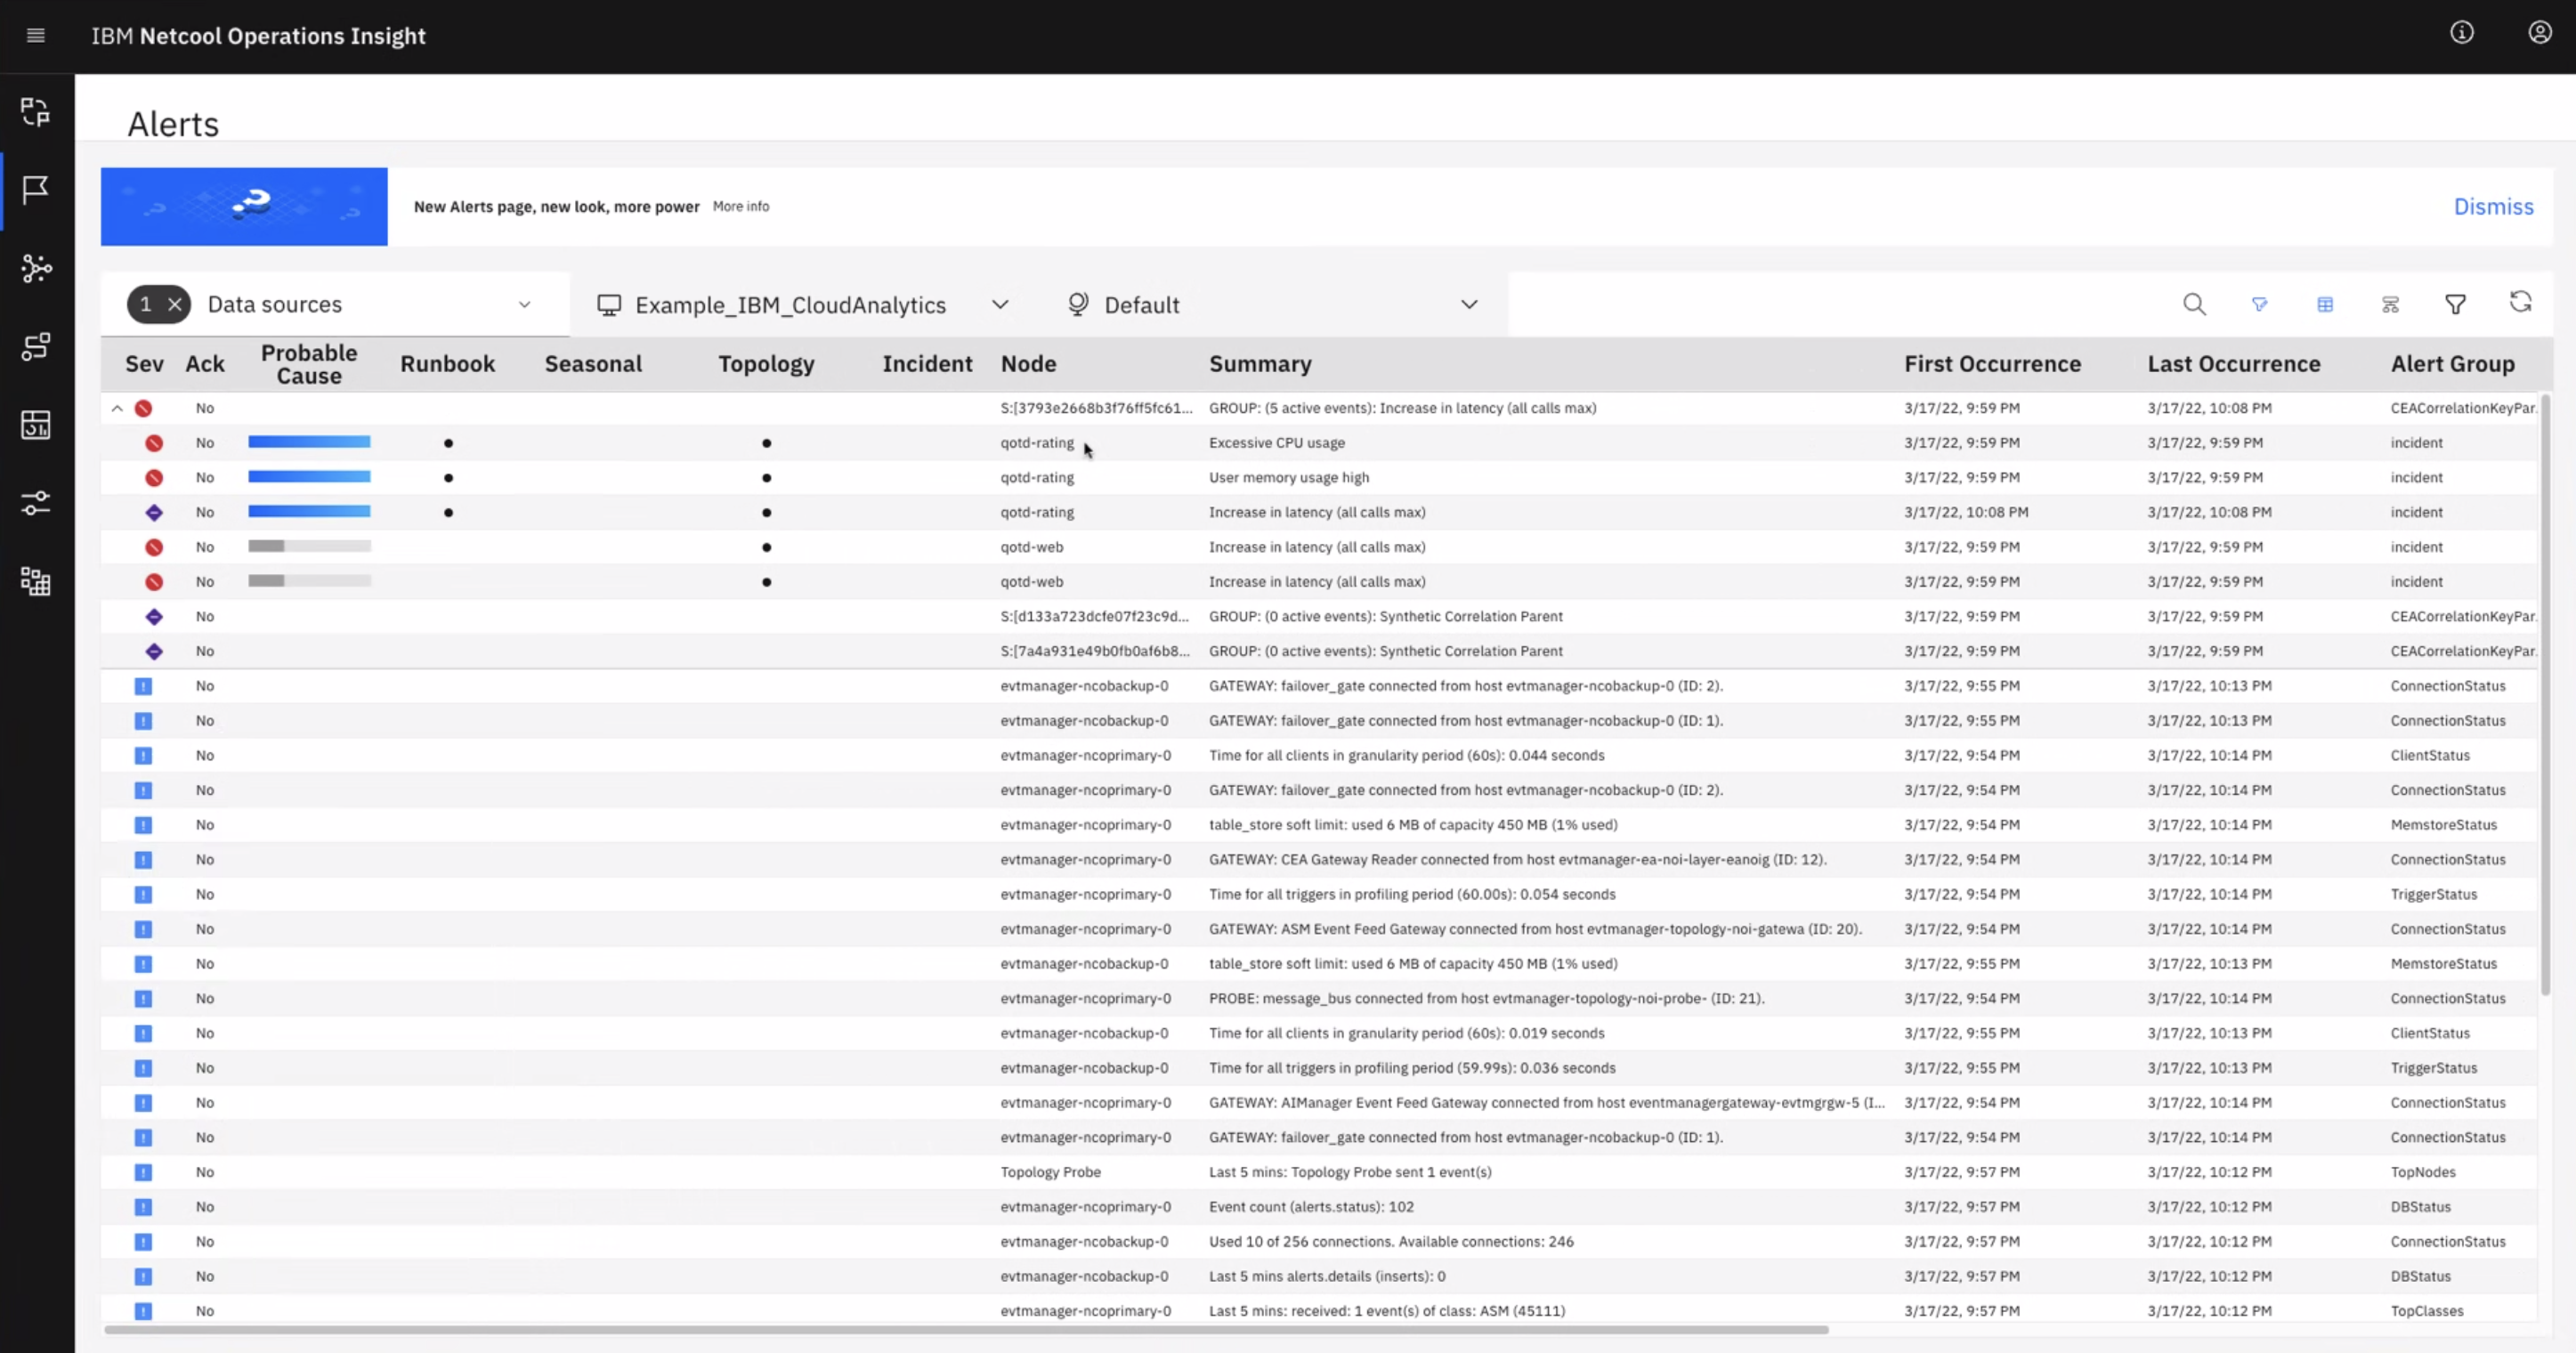 IBM Netcool Operations Insight
Alerts
New Alerts page, new look, more power More info Dismiss
1 Data sources Example_IBM_CloudAnalytics Default
Sev Ack Probable Cause Runbook Seasonal Topology Incident Node Summary First Occurrence Last Occurrence Alert Group
No S:[3793e2668b3f76ff5fc61... GROUP: (5 active events): Increase in latency (all calls max) 3/17/22, 9:59 PM 3/17/22, 10:08 PM CEACorrelationKeyPar.
No qotd-rating Excessive CPU usage 3/17/22, 9:59 PM 3/17/22, 9:59 PM incident
No qotd-rating User memory usage high 3/17/22, 9:59 PM 3/17/22, 9:59 PM incident
No qotd-rating Increase in latency (all calls max) 3/17/22, 10:08 PM 3/17/22, 10:08 PM incident
No qotd-web Increase in latency (all calls max) 3/17/22, 9:59 PM 3/17/22, 9:59 PM incident
No qotd-web Increase in latency (all calls max) 3/17/22, 9:59 PM 3/17/22, 9:59 PM incident
No S:[d133a723dcfe07f23c9d... GROUP: (0 active events): Synthetic Correlation Parent 3/17/22, 9:59 PM 3/17/22, 9:59 PM CEACorrelationKeyPar.
No S:[7a4a931e49b0fb0af6b8... GROUP: (0 active events): Synthetic Correlation Parent 3/17/22, 9:59 PM 3/17/22, 9:59 PM CEACorrelationKeyPar.
No evtmanager-ncobackup-0 GATEWAY: failover_gate connected from host evtmanager-ncobackup-0 (ID: 2). 3/17/22, 9:55 PM 3/17/22, 10:13 PM ConnectionStatus
No evtmanager-ncobackup-0 GATEWAY: failover_gate connected from host evtmanager-ncobackup-0 (ID: 1). 3/17/22, 9:55 PM 3/17/22, 10:13 PM ConnectionStatus
No evtmanager-ncoprimary-0 Time for all clients in granularity period (60s): 0.044 seconds 3/17/22, 9:54 PM 3/17/22, 10:14 PM ClientStatus
No evtmanager-ncoprimary-0 GATEWAY: failover_gate connected from host evtmanager-ncobackup-0 (ID: 2). 3/17/22, 9:54 PM 3/17/22, 10:14 PM ConnectionStatus
No evtmanager-ncoprimary-0 table_store soft limit: used 6 MB of capacity 450 MB (1% used) 3/17/22, 9:54 PM 3/17/22, 10:14 PM MemstoreStatus
No evtmanager-ncoprimary-0 GATEWAY: CEA Gateway Reader connected from host evtmanager-ea-noi-layer-eanoig (ID: 12). 3/17/22, 9:54 PM 3/17/22, 10:14 PM ConnectionStatus
No evtmanager-ncoprimary-0 Time for all triggers in profiling period (60.00s): 0.054 seconds 3/17/22, 9:54 PM 3/17/22, 10:14 PM TriggerStatus
No evtmanager-ncoprimary-0 GATEWAY: ASM Event Feed Gateway connected from host evtmanager-topology-noi-gatewa (ID: 20). 3/17/22, 9:54 PM 3/17/22, 10:14 PM ConnectionStatus
No evtmanager-ncobackup-0 table_store soft limit: used 6 MB of capacity 450 MB (1% used) 3/17/22, 9:55 PM 3/17/22, 10:13 PM MemstoreStatus
No evtmanager-ncoprimary-0 PROBE: message_bus connected from host evtmanager-topology-noi-probe- (ID: 21). 3/17/22, 9:54 PM 3/17/22, 10:14 PM ConnectionStatus
No evtmanager-ncobackup-0 Time for all clients in granularity period (60s): 0.019 seconds 3/17/22, 9:55 PM 3/17/22, 10:13 PM ClientStatus
No evtmanager-ncobackup-0 Time for all triggers in profiling period (59.99s): 0.036 seconds 3/17/22, 9:55 PM 3/17/22, 10:13 PM TriggerStatus
No evtmanager-ncoprimary-0 GATEWAY: AIManager Event Feed Gateway connected from host eventmanagergateway-evtmgrgw-5 (I... 3/17/22, 9:54 PM 3/17/22, 10:14 PM ConnectionStatus
No evtmanager-ncoprimary-0 GATEWAY: failover_gate connected from host evtmanager-ncobackup-0 (ID: 1). 3/17/22, 9:54 PM 3/17/22, 10:14 PM ConnectionStatus
No Topology Probe Last 5 mins: Topology Probe sent 1 event(s) 3/17/22, 9:57 PM 3/17/22, 10:12 PM TopNodes
No evtmanager-ncoprimary-0 Event count (alerts.status): 102 3/17/22, 9:57 PM 3/17/22, 10:12 PM DBStatus
No evtmanager-ncobackup-0 Used 10 of 256 connections. Available connections: 246 3/17/22, 9:57 PM 3/17/22, 10:12 PM ConnectionStatus
No evtmanager-ncobackup-0 Last 5 mins alerts.details (inserts): 0 3/17/22, 9:57 PM 3/17/22, 10:12 PM DBStatus
No evtmanager-ncoprimary-0 Last 5 mins: received: 1 event(s) of class: ASM (45111) 3/17/22, 9:57 PM 3/17/22, 10:12 PM TopClasses